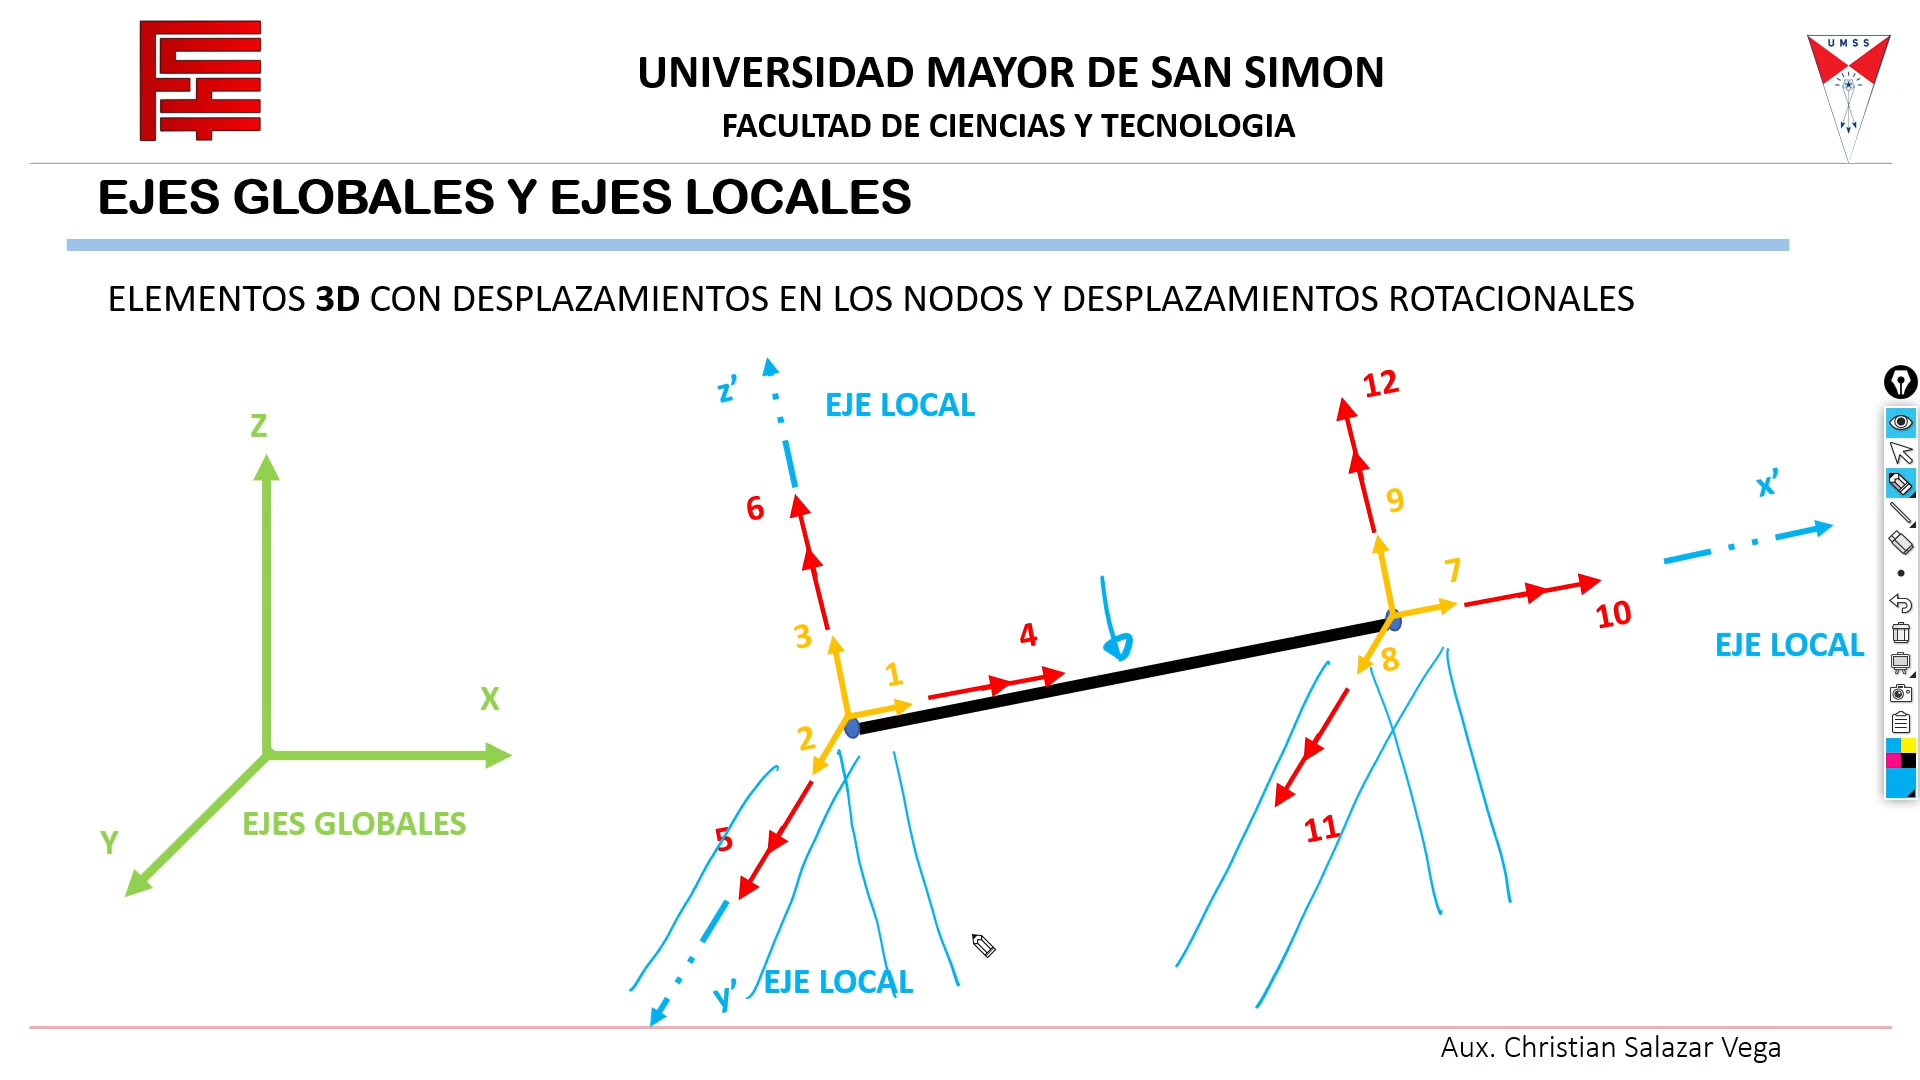 UMSS
UNIVERSIDAD MAYOR DE SAN SIMON
FACULTAD DE CIENCIAS Y TECNOLOGIA
EJES GLOBALES Y EJES LOCALES
ELEMENTOS 3D CON DESPLAZAMIENTOS EN LOS NODOS Y DESPLAZAMIENTOS ROTACIONALES
z'
EJE LOCAL
12
Z
6
9
x'
3
4
7
10
1
8
EJE LOCAL
X
2
EJES GLOBALES
Y
5
11
y'
EJE LOCAL
Aux. Christian Salazar Vega